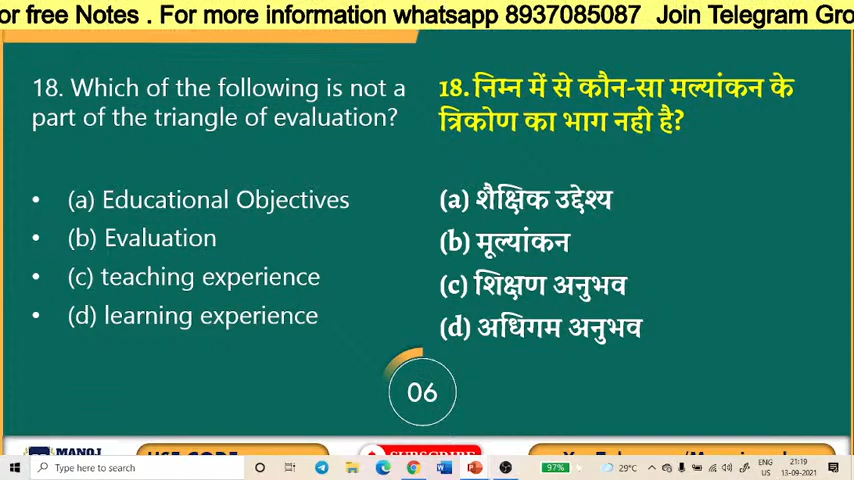 or free Notes . For more information whatsapp 8937085087 Join Telegram Gro
18. Which of the following is not a
part of the triangle of evaluation?
• (a) Educational Objectives
• (b) Evaluation
• (c) teaching experience
• (d) learning experience
18. निम्न में से कौन-सा मल्यांकन के
त्रिकोण का भाग नहीं है?
(a) शैक्षिक उद्देश्य
(b) मूल्यांकन
(c) शिक्षण अनुभव
(d) अधिगम अनुभव
06
MANOJ
USE CODE
SUBSCRIBE
Type here to search
97%
29°C
ENG
US
21:19
13-09-2021